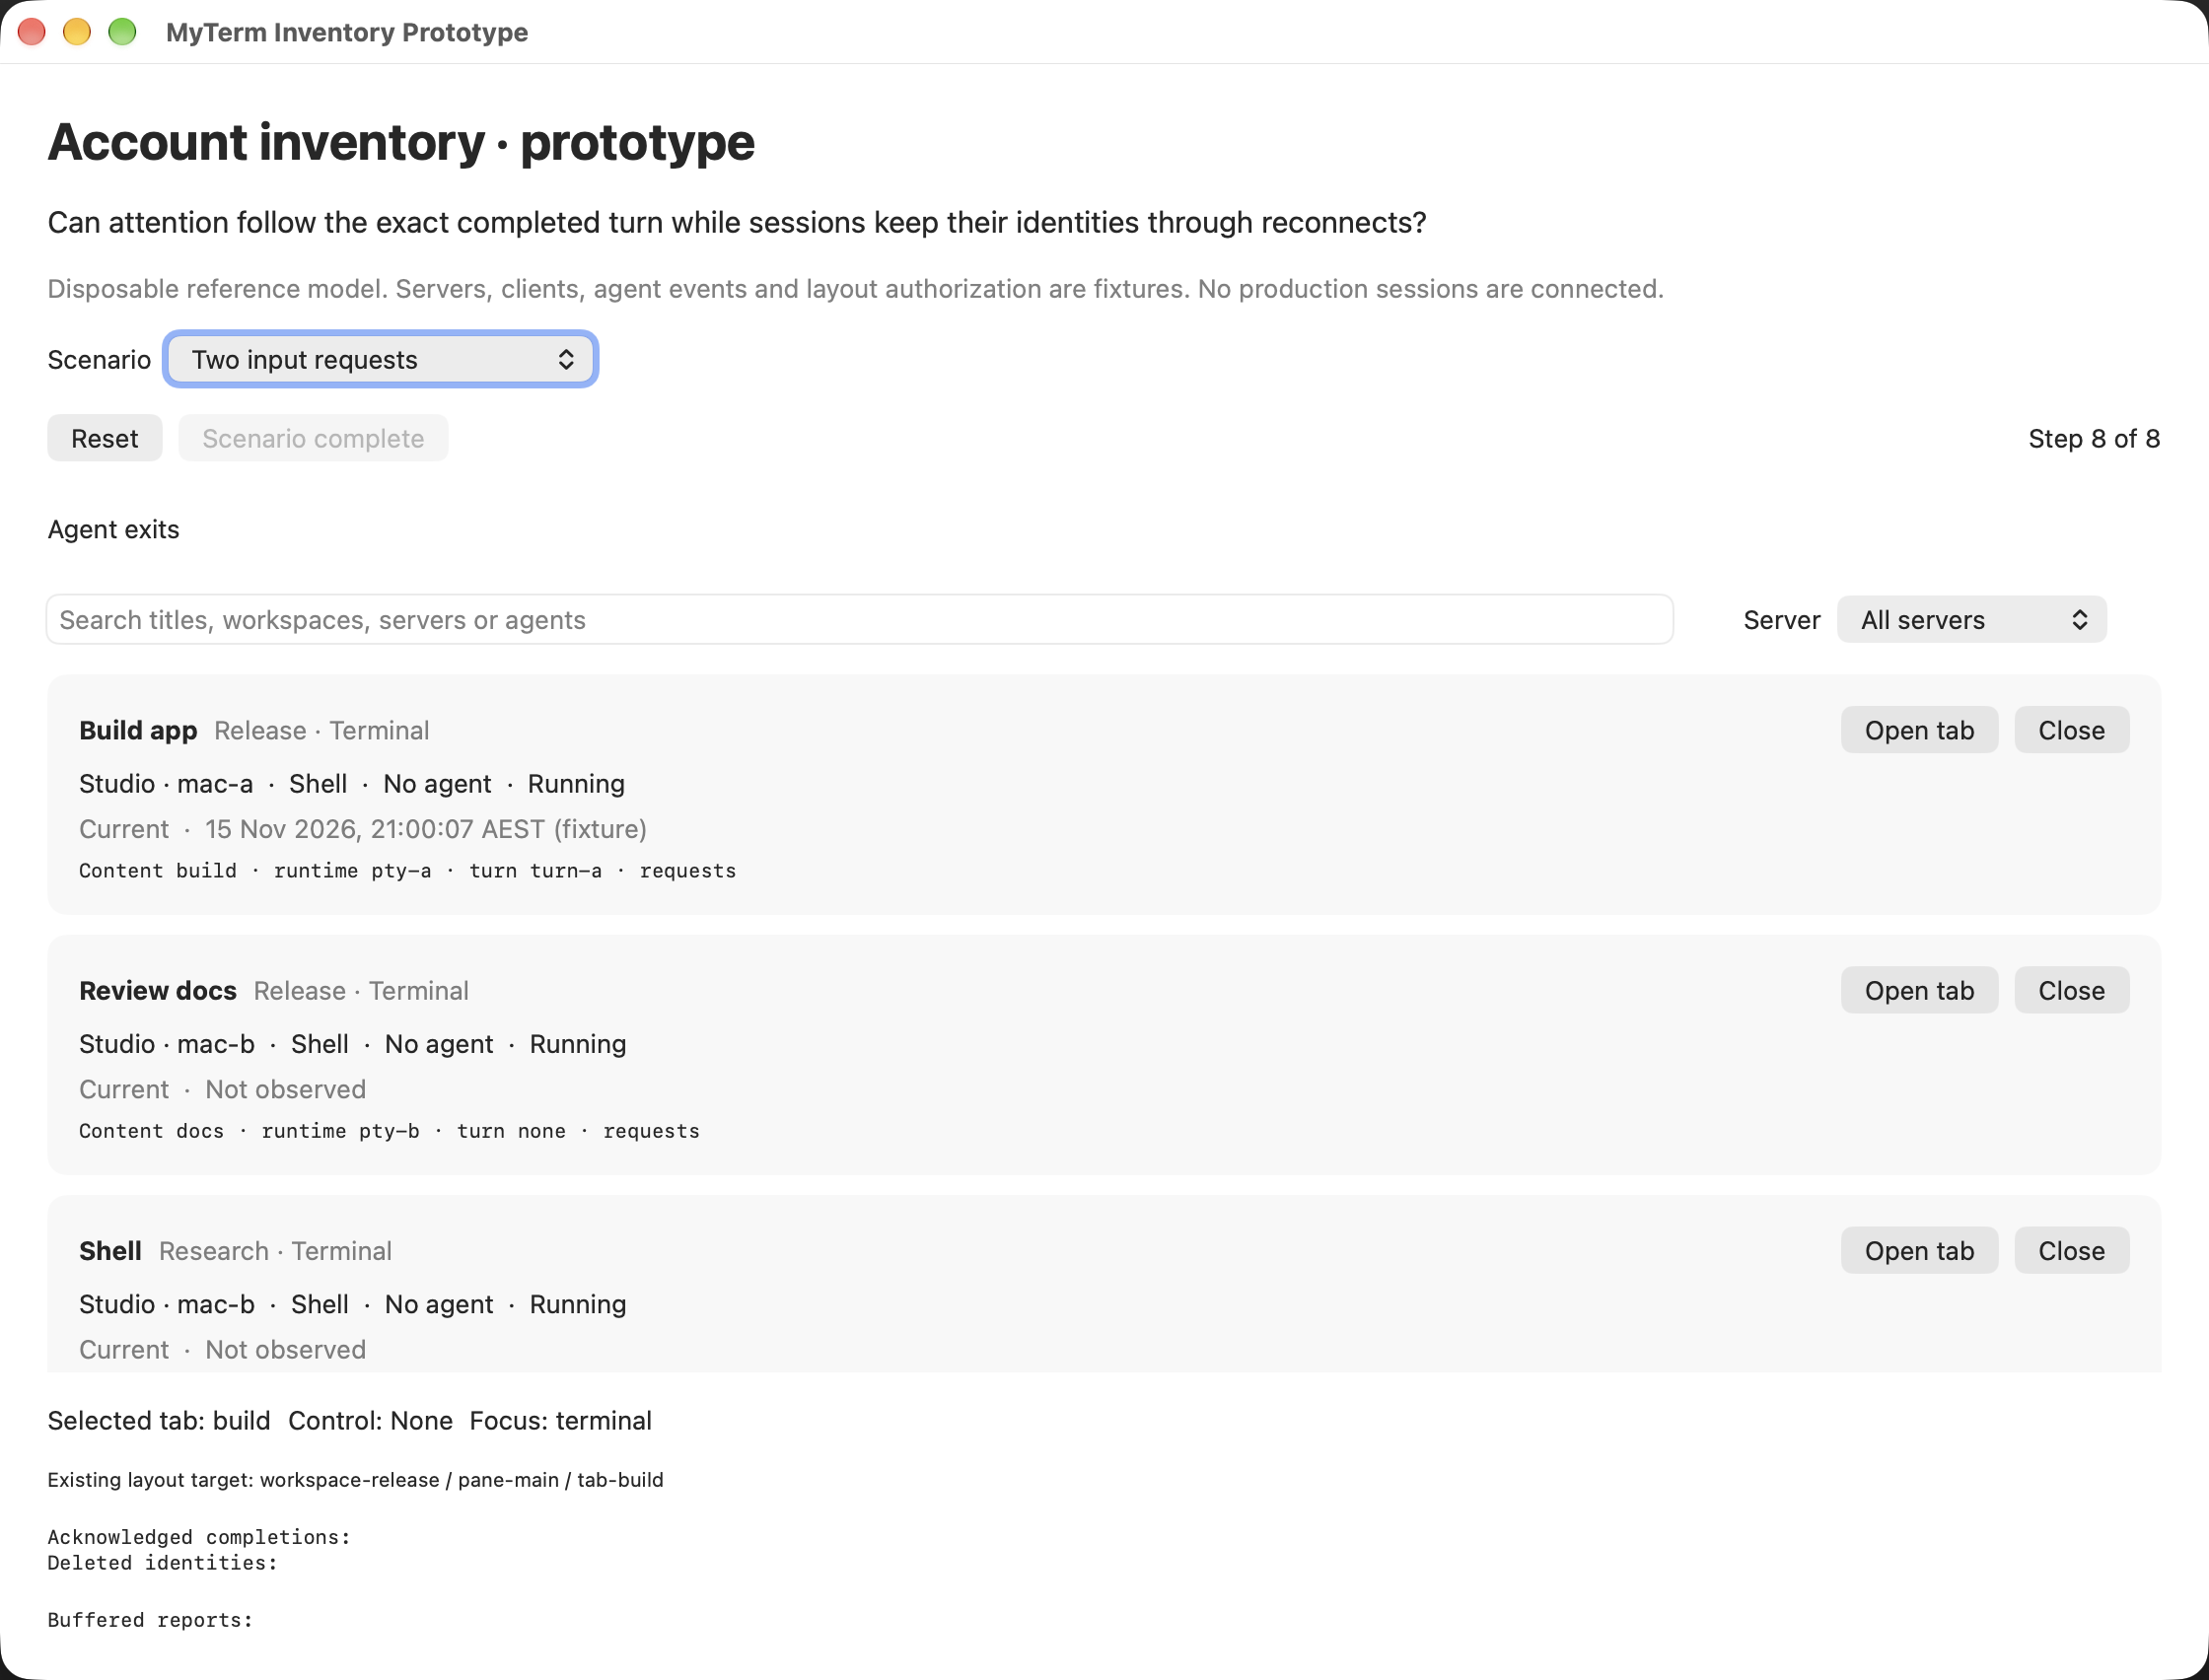 MyTerm Inventory Prototype
Account inventory · prototype
Can attention follow the exact completed turn while sessions keep their identities through reconnects?
Disposable reference model. Servers, clients, agent events and layout authorization are fixtures. No production sessions are connected.
Scenario Two input requests
Reset Scenario complete Step 8 of 8
Agent exits
Search titles, workspaces, servers or agents Server All servers
Build app Release · Terminal Open tab Close
Studio · mac-a · Shell · No agent · Running
Current · 15 Nov 2026, 21:00:07 AEST (fixture)
Content build · runtime pty-a · turn turn-a · requests
Review docs Release · Terminal Open tab Close
Studio · mac-b · Shell · No agent · Running
Current · Not observed
Content docs · runtime pty-b · turn none · requests
Shell Research · Terminal Open tab Close
Studio · mac-b · Shell · No agent · Running
Current · Not observed
Selected tab: build Control: None Focus: terminal
Existing layout target: workspace-release / pane-main / tab-build
Acknowledged completions:
Deleted identities:
Buffered reports: